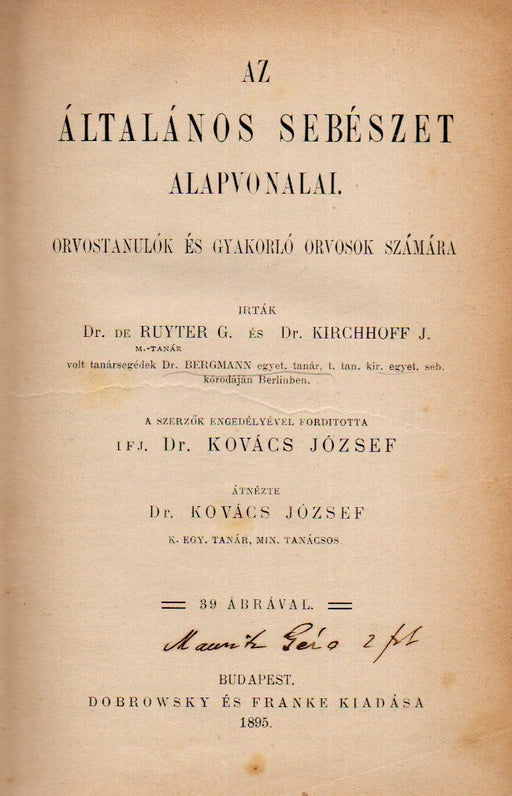 AZ
ÁLTALÁNOS SEBÉSZET
ALAPVONALAI.
ORVOSTANULÓK ÉS GYAKORLÓ ORVOSOK SZÁMÁRA
IRTÁK
Dr. DE RUYTER G. ÉS Dr. KIRCHHOFF J.
M.-TANÁR
volt tanársegédek Dr. BERGMANN egyet. tanár, t. tan. kir. egyet. seb.
kórodáján Berlinben.
A SZERZŐK ENGEDÉLYÉVEL FORDITOTTA
IFJ. Dr. KOVÁCS JÓZSEF
ÁTNÉZTE
Dr. KOVÁCS JÓZSEF
K. EGY. TANÁR, MIN. TANÁCSOS
39 ÁBRÁVAL.
Géza 2 frt
BUDAPEST.
DOBROWSKY ÉS FRANKE KIADÁSA
1895.